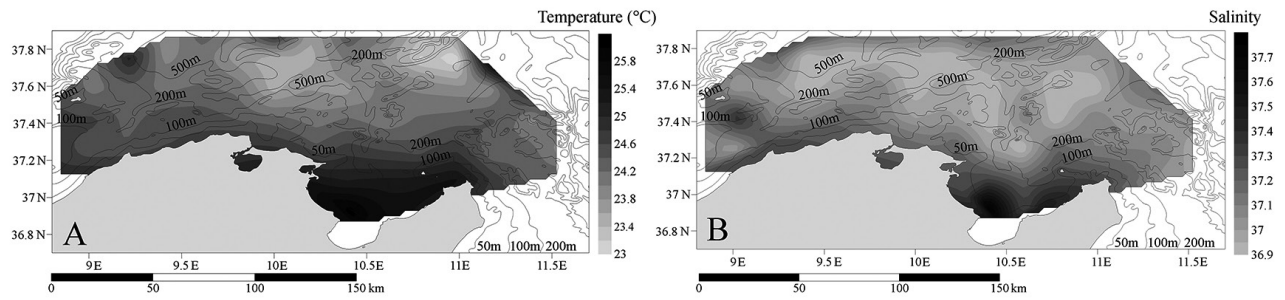 Temperature (°C)
37.8 N
37.6 N
37.4 N
37.2 N
37 N
36.8 N
500m
200m
500m
50m
200m
100m
100m
50m
200m
100m
A
50m 100m 200m
9 E
9.5 E
10 E
10.5 E
11 E
11.5 E
0
50
100
150 km
25.8
25.4
25
24.6
24.2
23.8
23.4
23
Salinity
37.8 N
37.6 N
37.4 N
37.2 N
37 N
36.8 N
500m
200m
500m
50m
200m
100m
100m
50m
200m
100m
B
50m 100m 200m
9 E
9.5 E
10 E
10.5 E
11 E
11.5 E
0
50
100
150 km
37.7
37.6
37.5
37.4
37.3
37.2
37.1
37
36.9